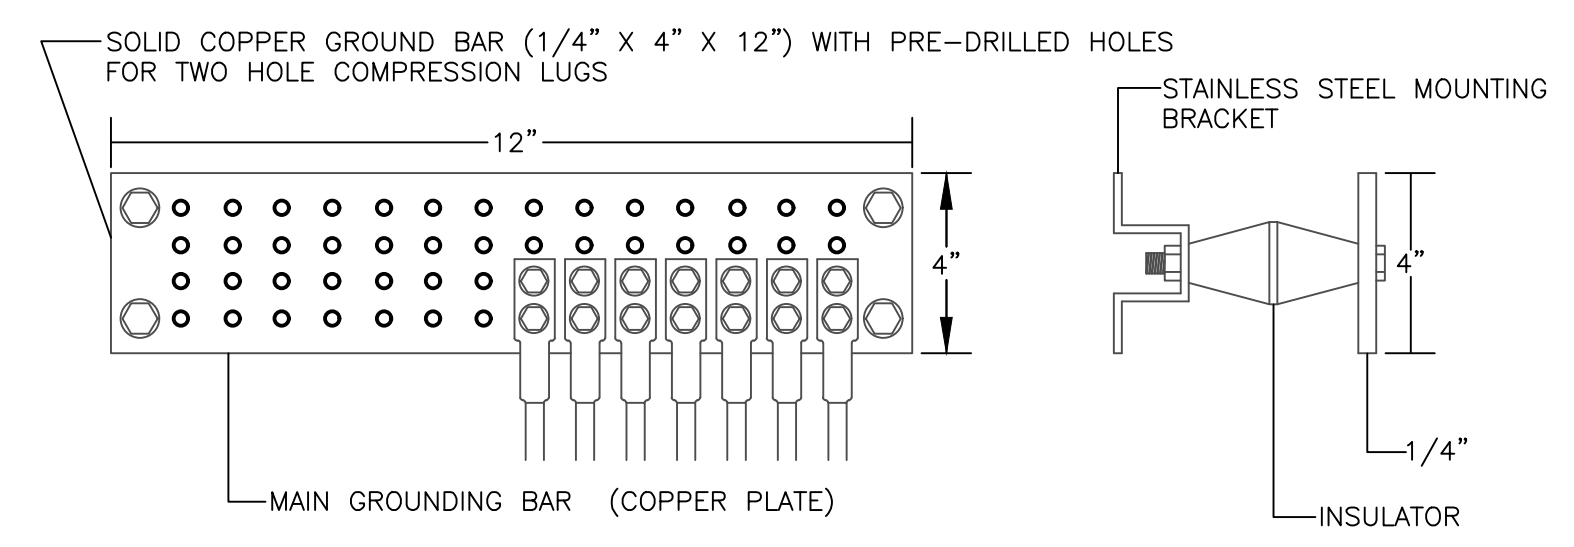 SOLID COPPER GROUND BAR (1/4” X 4” X 12”) WITH PRE-DRILLED HOLES
FOR TWO HOLE COMPRESSION LUGS
STAINLESS STEEL MOUNTING
BRACKET
12”
4”
4”
1/4”
MAIN GROUNDING BAR (COPPER PLATE)
INSULATOR